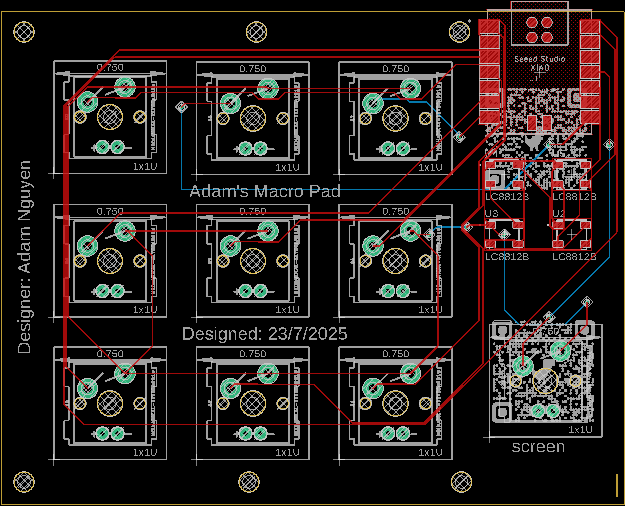 Seeed Studio
XIAO
0.750
0.750
0.750
1x1U
1x1U
1x1U
Adam's Macro Pad
LC8812B
LC8812B
U3
U2
0.750
0.750
0.750
LC8812B
LC8812B
1x1U
1x1U
1x1U
Designer: Adam Nguyen
Designed: 23/7/2025
0.750
0.750
0.750
1x1U
1x1U
1x1U
1x1U
screen